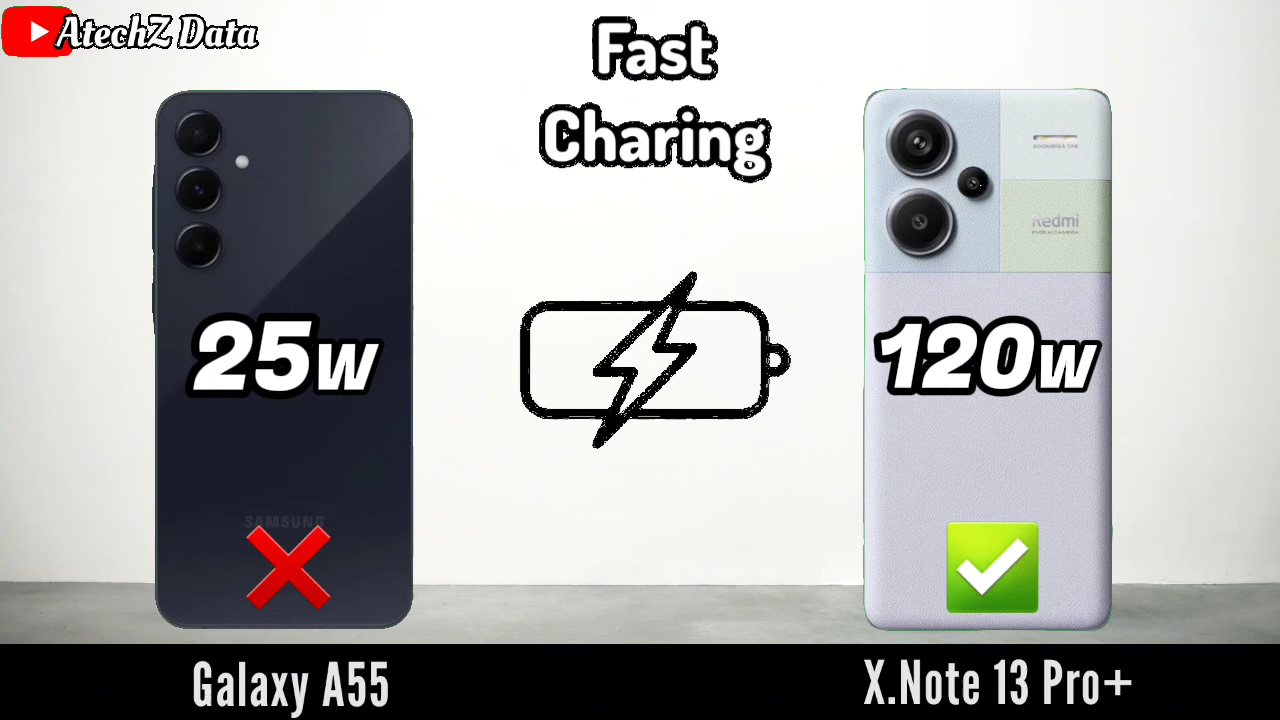 AtechZ Data
Fast
Charing
25W
120W
Redmi
SAMSUNG
Galaxy A55
X.Note 13 Pro+